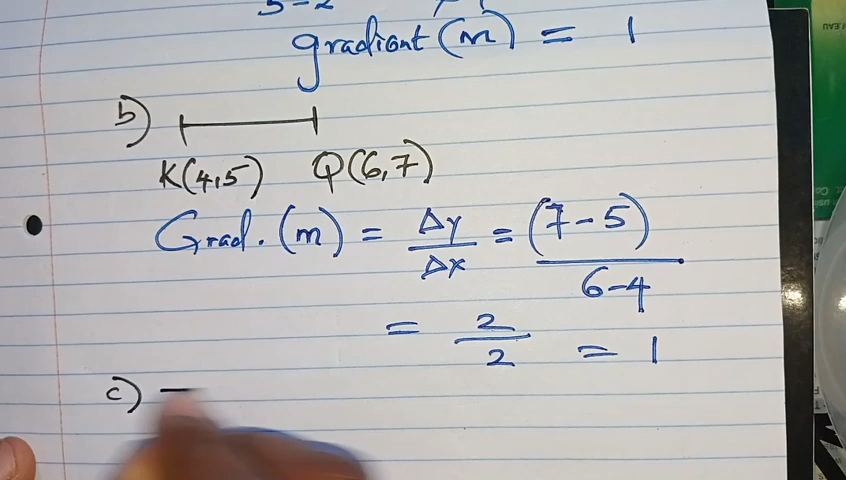 gradient (m) = 1
b)
K(4,5) Q(6,7)
Grad. (m) = Δy/Δx = (7-5)/6-4
= 2/2 = 1
c)